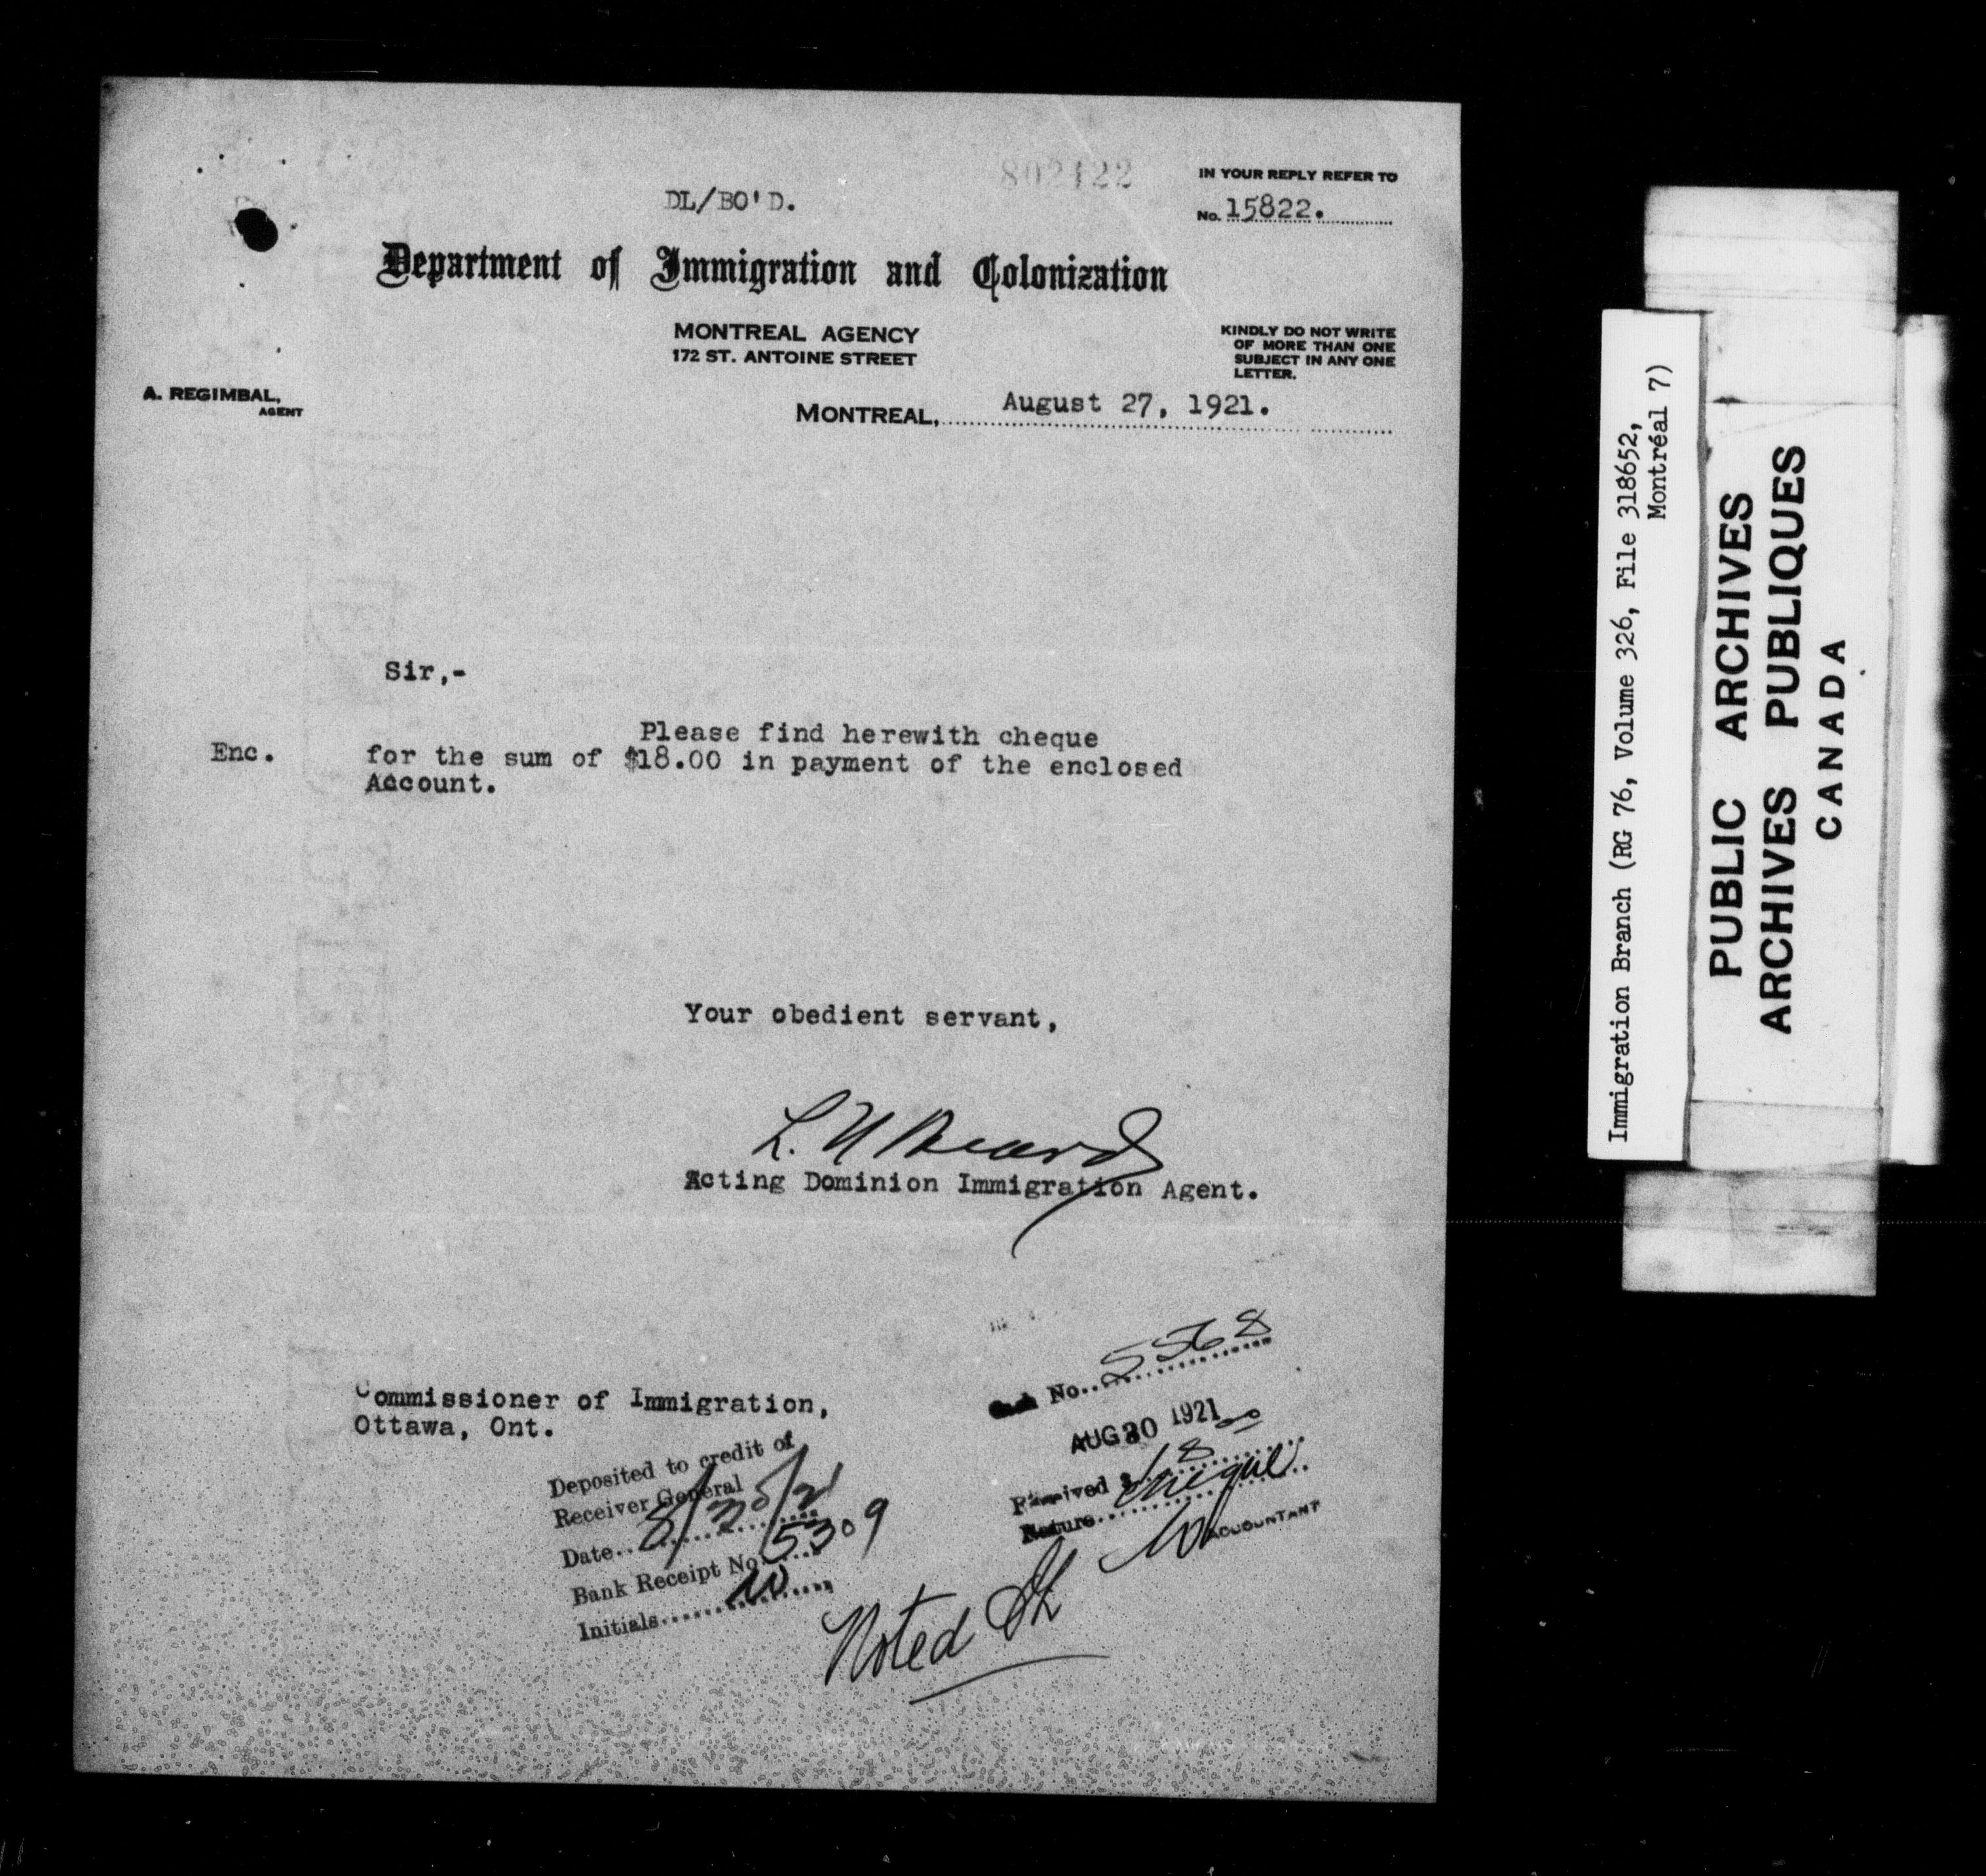 802422
IN YOUR REPLY REFER TO
DL/BO'D.
No. 15822.
Department of Immigration and Colonization
MONTREAL AGENCY
172 ST. ANTOINE STREET
KINDLY DO NOT WRITE
OF MORE THAN ONE
SUBJECT IN ANY ONE
LETTER.
A. REGIMBAL,
AGENT
MONTREAL, August 27, 1921.
Sir,-
Please find herewith cheque
Enc. for the sum of $18.00 in payment of the enclosed
Account.
Your obedient servant,
Acting Dominion Immigration Agent.
Commissioner of Immigration,
Ottawa, Ont.
Deposited to credit of
Receiver General
Date..
Bank Receipt No. 5309
Initials
Cash No. 5568
AUG 30 1921
Received $ 18 00
Nature cheque
ACCOUNTANT
Noted
Immigration Branch (RG 76, Volume 326, File 318652,
Montréal 7)
PUBLIC ARCHIVES
ARCHIVES PUBLIQUES
CANADA